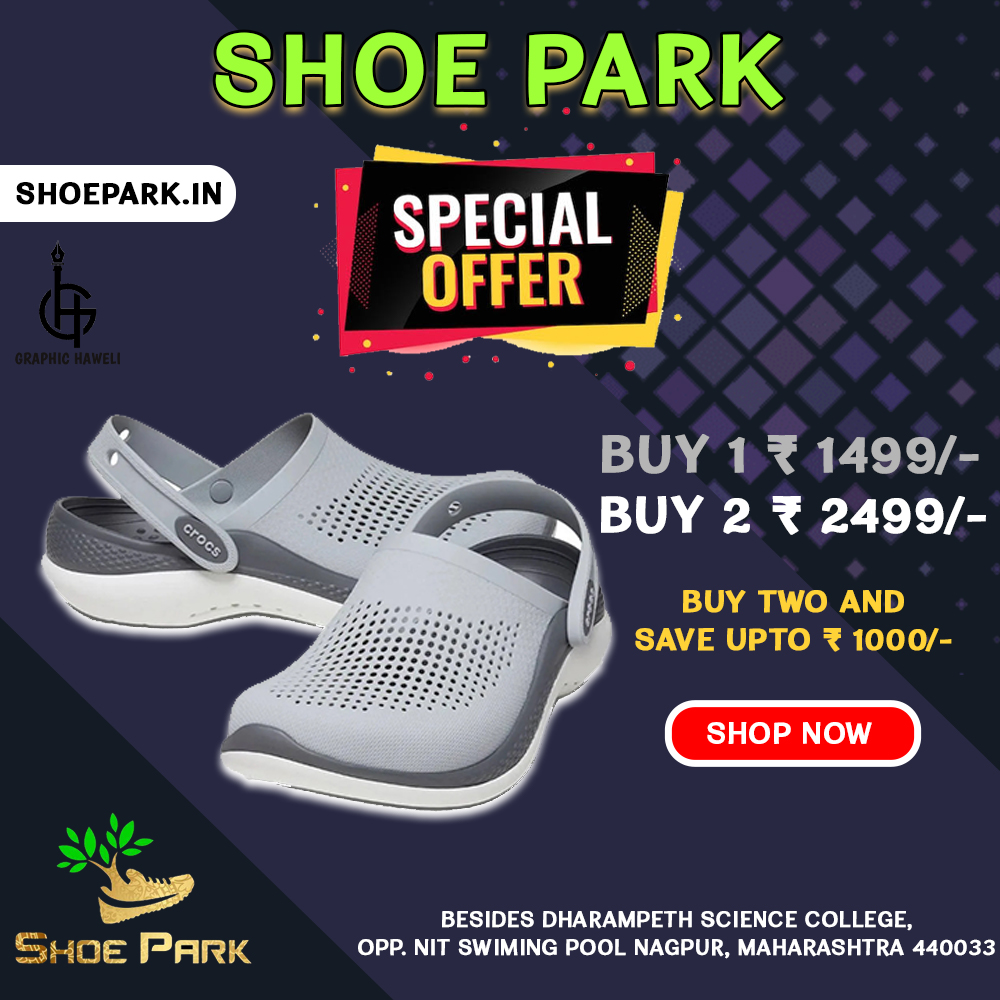 SHOE PARK
SHOEPARK.IN
SPECIAL
OFFER
GRAPHIC HAWELI
BUY 1 ₹ 1499/-
BUY 2 ₹ 2499/-
crocs
BUY TWO AND
SAVE UPTO ₹ 1000/-
SHOP NOW
SHOE PARK
BESIDES DHARAMPETH SCIENCE COLLEGE,
OPP. NIT SWIMING POOL NAGPUR, MAHARASHTRA 440033